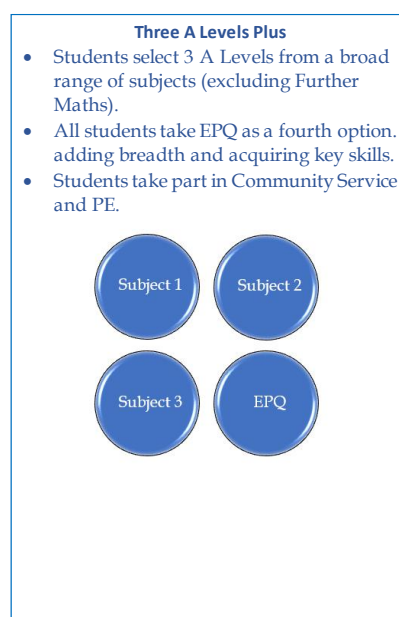 Three A Levels Plus
• Students select 3 A Levels from a broad
range of subjects (excluding Further
Maths).
• All students take EPQ as a fourth option.
adding breadth and acquiring key skills.
• Students take part in Community Service
and PE.
Subject 1 Subject 2
Subject 3 EPQ